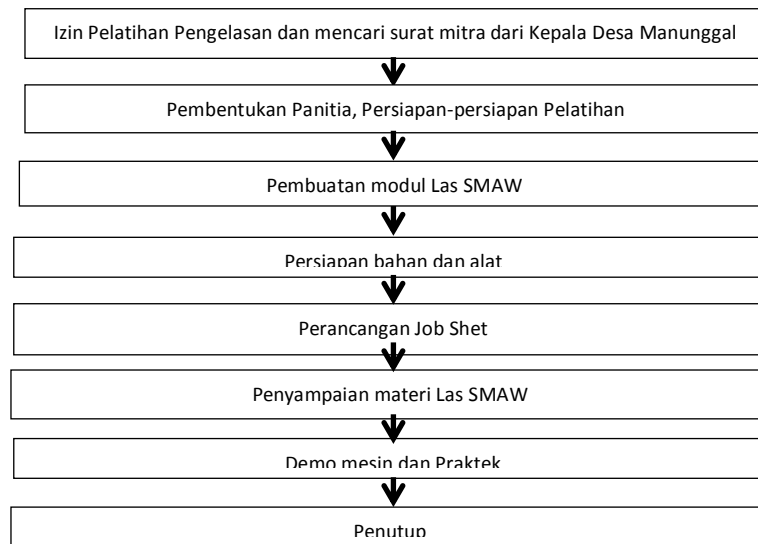 Izin Pelatihan Pengelasan dan mencari surat mitra dari Kepala Desa Manunggal
Pembentukan Panitia, Persiapan-persiapan Pelatihan
Pembuatan modul Las SMAW
Persiapan bahan dan alat
Perancangan Job Shet
Penyampaian materi Las SMAW
Demo mesin dan Praktek
Penutup